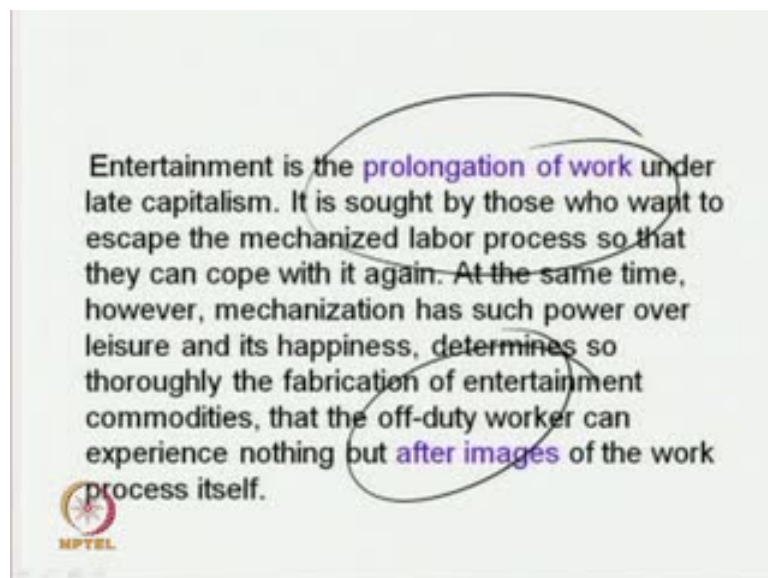 Entertainment is the prolongation of work under
late capitalism. It is sought by those who want to
escape the mechanized labor process so that
they can cope with it again. At the same time,
however, mechanization has such power over
leisure and its happiness, determines so
thoroughly the fabrication of entertainment
commodities, that the off-duty worker can
experience nothing but after images of the work
process itself.
NPTEL